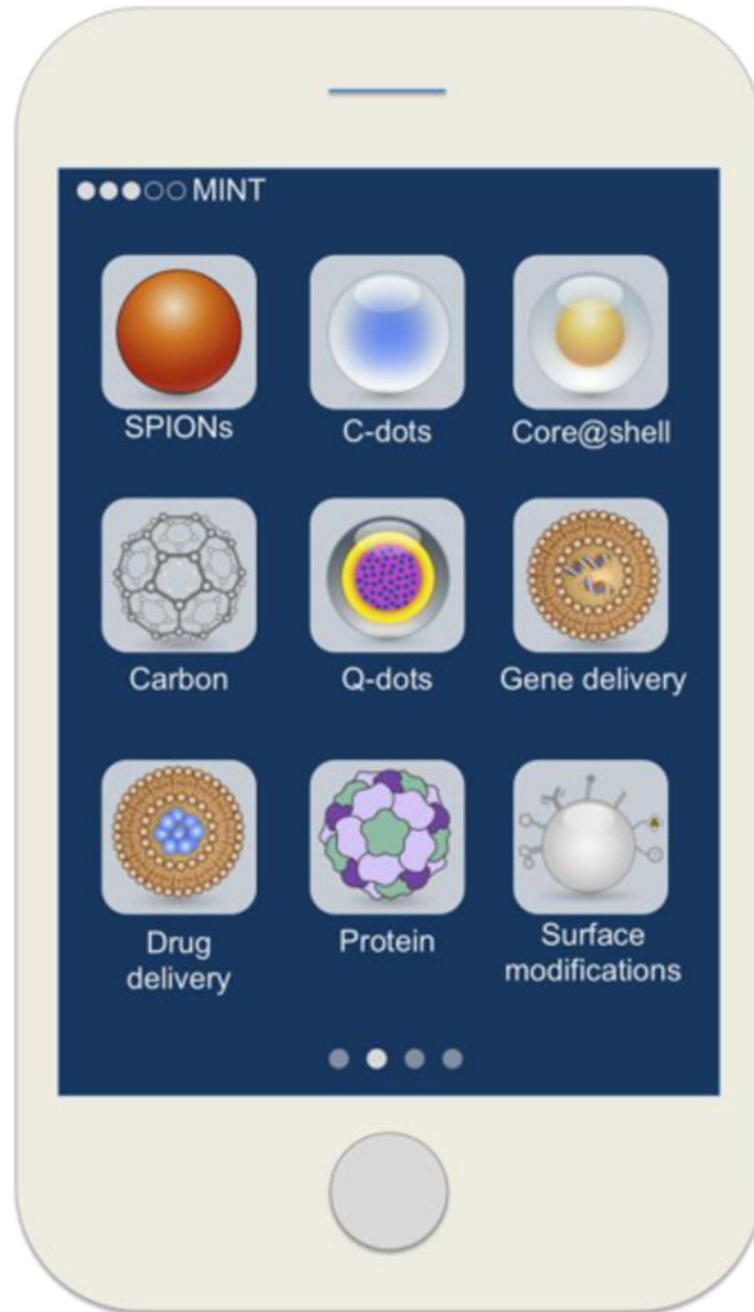 MINT
SPIONs
C-dots
Core@shell
Carbon
Q-dots
Gene delivery
Drug
delivery
Protein
Surface
modifications